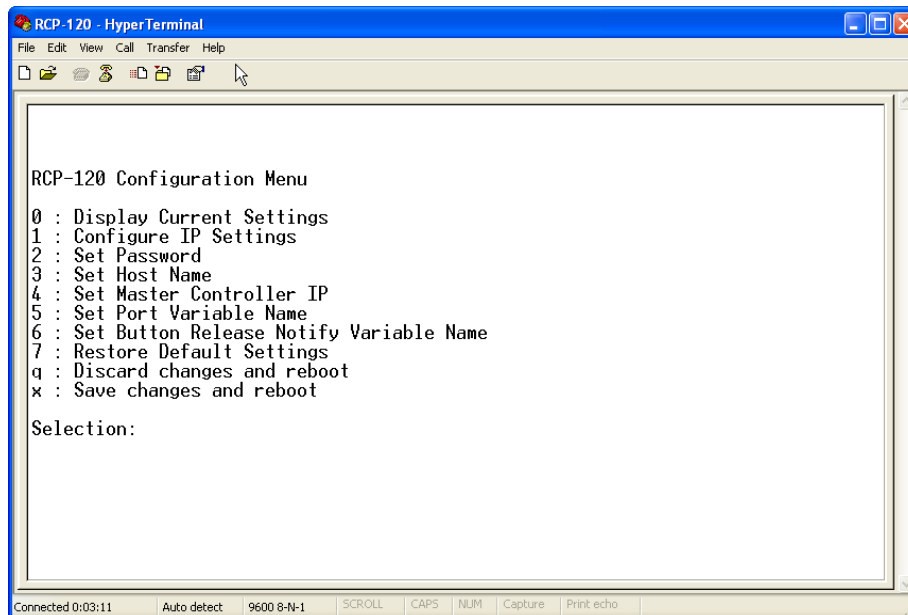 RCP-120 - HyperTerminal
File Edit View Call Transfer Help
RCP-120 Configuration Menu
0 : Display Current Settings
1 : Configure IP Settings
2 : Set Password
3 : Set Host Name
4 : Set Master Controller IP
5 : Set Port Variable Name
6 : Set Button Release Notify Variable Name
7 : Restore Default Settings
q : Discard changes and reboot
x : Save changes and reboot
Selection:
Connected 0:03:11 Auto detect 9600 8-N-1 SCROLL CAPS NUM Capture Print echo